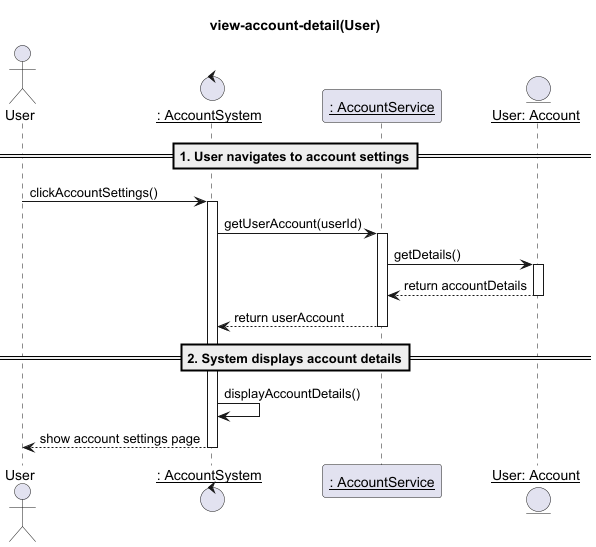 view-account-detail(User)
User
: AccountSystem
: AccountService
User: Account
1. User navigates to account settings
clickAccountSettings()
getUserAccount(userId)
getDetails()
return accountDetails
return userAccount
2. System displays account details
displayAccountDetails()
show account settings page
User
: AccountSystem
: AccountService
User: Account